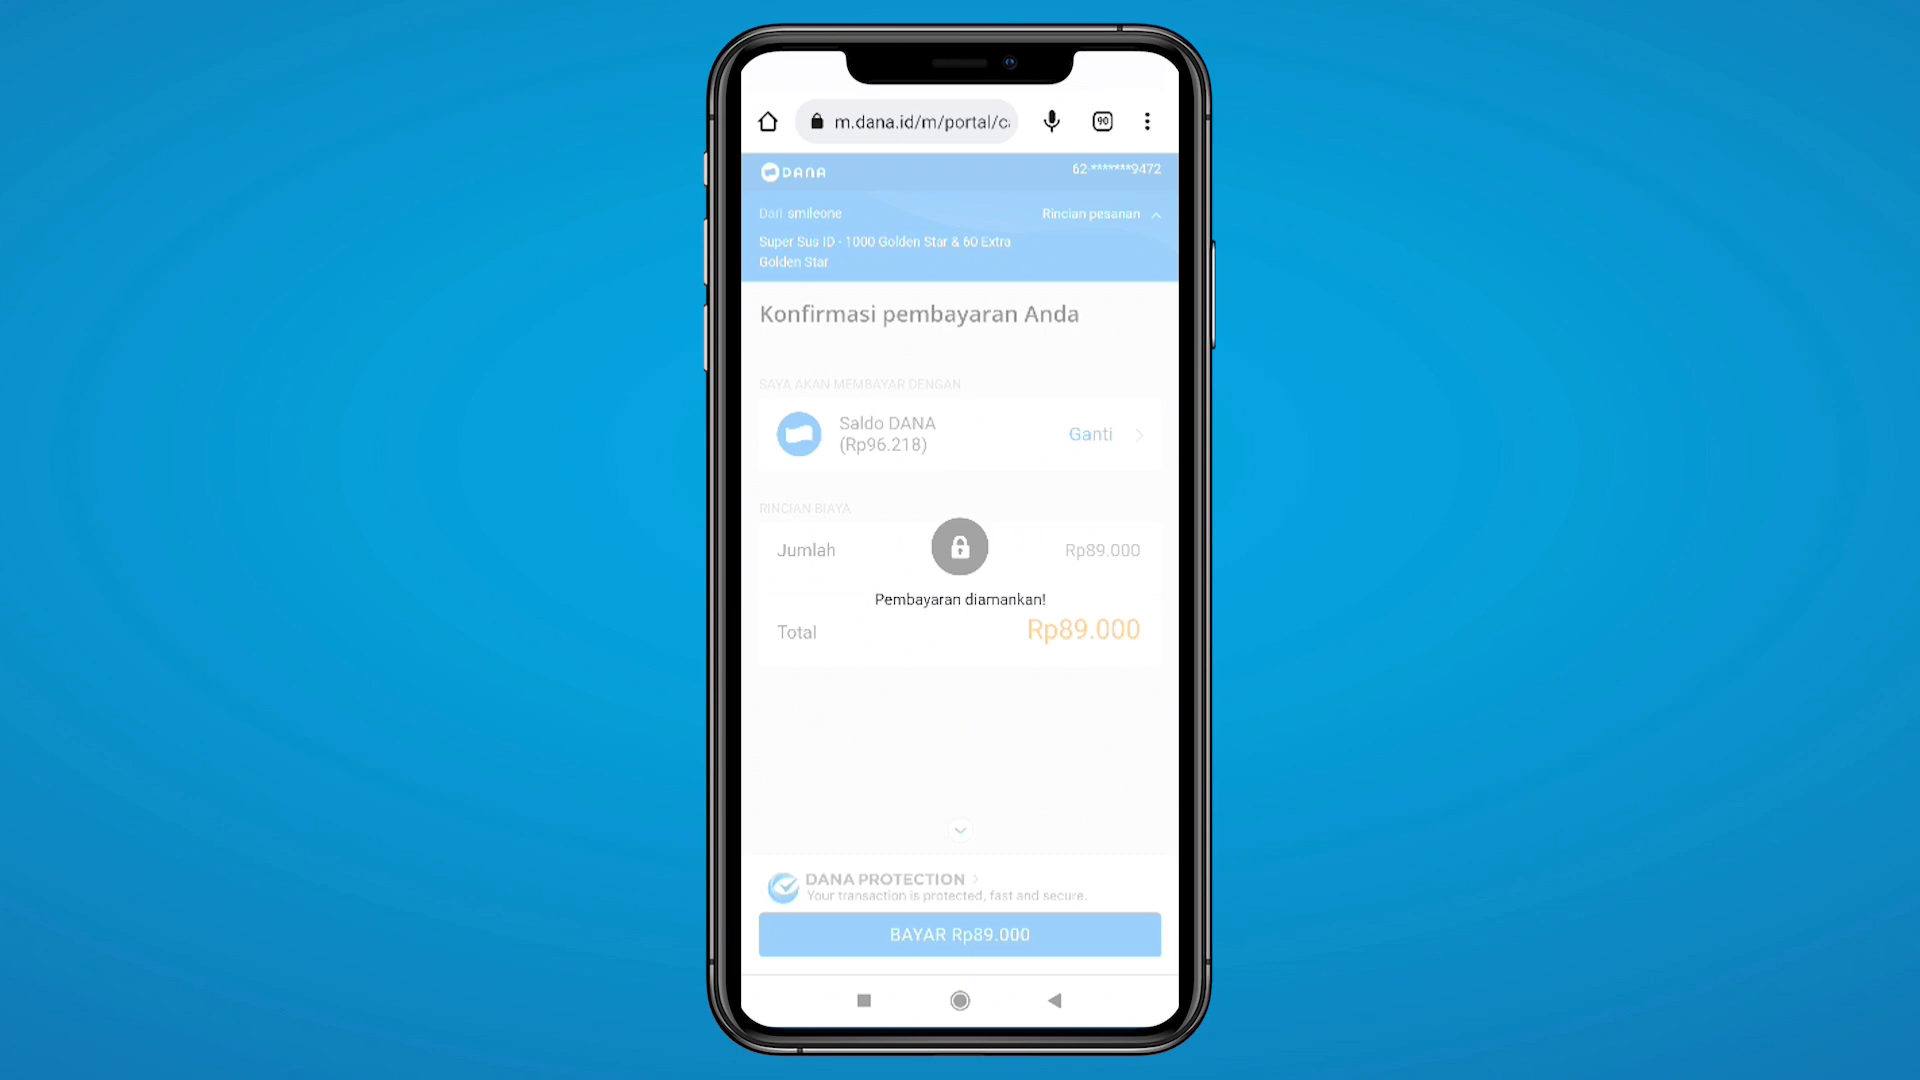 m.dana.id/m/portal/c
90
DANA
62-*******9472
Dari smileone
Rincian pesanan
Super Sus ID - 1000 Golden Star & 60 Extra
Golden Star
Konfirmasi pembayaran Anda
SAYA AKAN MEMBAYAR DENGAN
Saldo DANA
(Rp96.218)
Ganti
RINCIAN BIAYA
Jumlah
Rp89.000
Pembayaran diamankan!
Total
Rp89.000
DANA PROTECTION
Your transaction is protected, fast and secure.
BAYAR Rp89.000